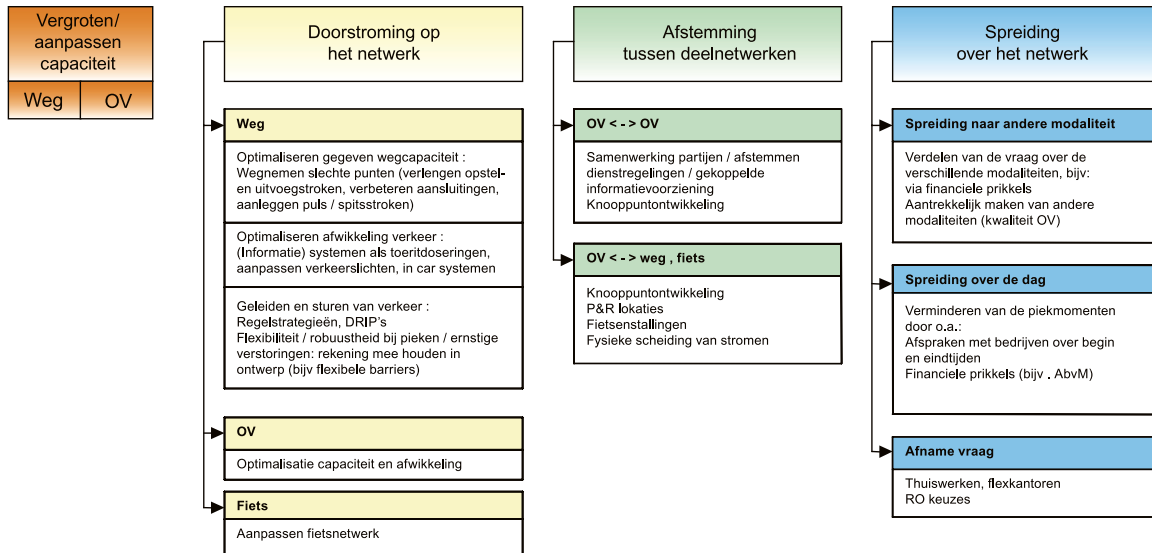 Vergroten/
aanpassen
capaciteit
Weg
OV
Doorstroming op
het netwerk
Weg
Optimaliseren gegeven wegcapaciteit :
Wegnemen slechte punten (verlengen opstel-
en uitvoegstroken, verbeteren aansluitingen,
aanleggen puls / spitsstroken)
Optimaliseren afwikkeling verkeer :
(Informatie) systemen als toeritdoseringen,
aanpassen verkeerslichten, in car systemen
Geleiden en sturen van verkeer :
Regelstrategieën, DRIP's
Flexibiliteit / robuustheid bij pieken / ernstige
verstoringen: rekening mee houden in
ontwerp (bijv flexibele barriers)
OV
Optimalisatie capaciteit en afwikkeling
Fiets
Aanpassen fietsnetwerk
Afstemming
tussen deelnetwerken
OV < - > OV
Samenwerking partijen / afstemmen
dienstregelingen / gekoppelde
informatievoorziening
Knooppuntontwikkeling
OV < - > weg , fiets
Knooppuntontwikkeling
P&R lokaties
Fietsenstallingen
Fysieke scheiding van stromen
Spreiding
over het netwerk
Spreiding naar andere modaliteit
Verdelen van de vraag over de
verschillende modaliteiten, bijv:
via financiele prikkels
Aantrekkelijk maken van andere
modaliteiten (kwaliteit OV)
Spreiding over de dag
Verminderen van de piekmomenten
door o.a.:
Afspraken met bedrijven over begin
en eindtijden
Financiele prikkels (bijv . AbvM)
Afname vraag
Thuiswerken, flexkantoren
RO keuzes